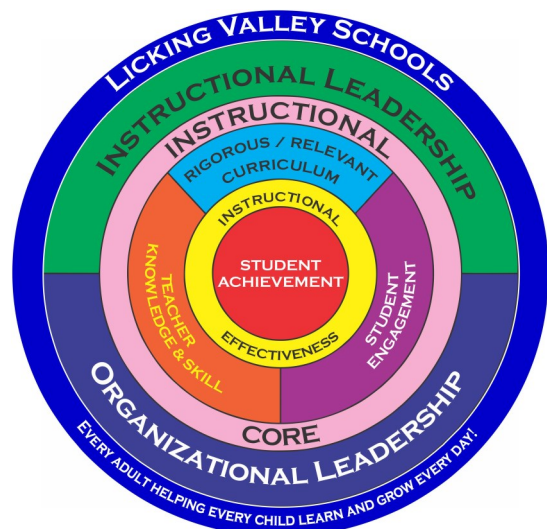 LICKING VALLEY SCHOOLS
INSTRUCTIONAL LEADERSHIP
INSTRUCTIONAL
RIGOROUS / RELEVANT
CURRICULUM
INSTRUCTIONAL
STUDENT
ACHIEVEMENT
EFFECTIVENESS
TEACHER
KNOWLEDGE & SKILL
STUDENT
ENGAGEMENT
CORE
ORGANIZATIONAL LEADERSHIP
EVERY ADULT HELPING EVERY CHILD LEARN AND GROW EVERY DAY!